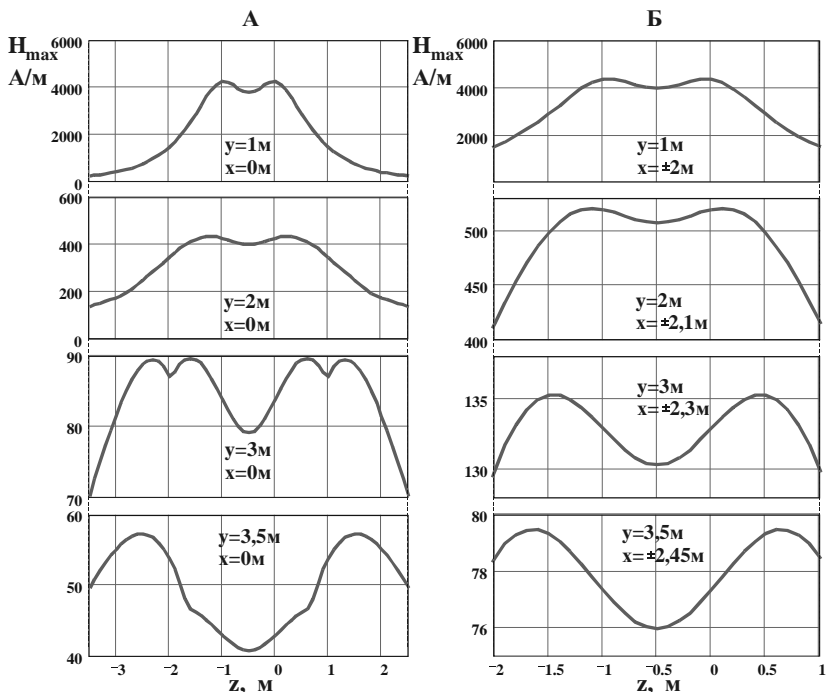 А
Б
H max
А/м
6000
4000
2000
0
y=1м
x=0м
H max
А/м
6000
4000
2000
y=1м
x=±2м
600
400
200
0
y=2м
x=0м
500
450
400
y=2м
x=±2,1м
90
80
70
y=3м
x=0м
135
130
y=3м
x=±2,3м
60
50
40
y=3,5м
x=0м
80
78
76
y=3,5м
x=±2,45м
−3 −2 −1 0 1 2
z, м
−2 −1.5 −1 −0.5 0 0.5 1
z, м